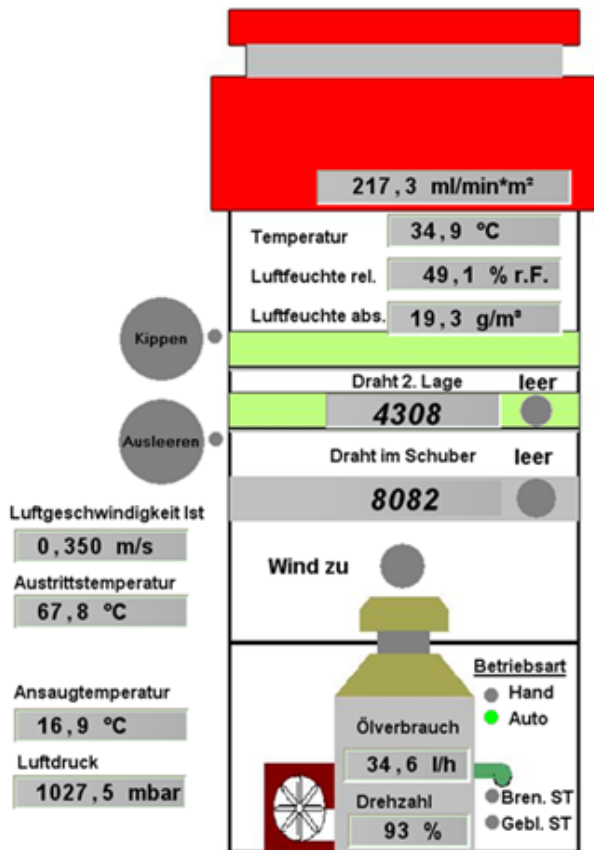 217,3 ml/min*m²
Temperatur 34,9 °C
Luftfeuchte rel. 49,1 % r.F.
Luftfeuchte abs. 19,3 g/m³
Kippen
Draht 2. Lage leer
4308
Ausleeren
Draht im Schuber leer
8082
Luftgeschwindigkeit Ist
0,350 m/s
Wind zu
Austrittstemperatur
67,8 °C
Betriebsart
Hand
Auto
Ansaugtemperatur
16,9 °C
Ölverbrauch
34,6 l/h
Luftdruck
1027,5 mbar
Drehzahl
93 %
Bren. ST
Gebl. ST